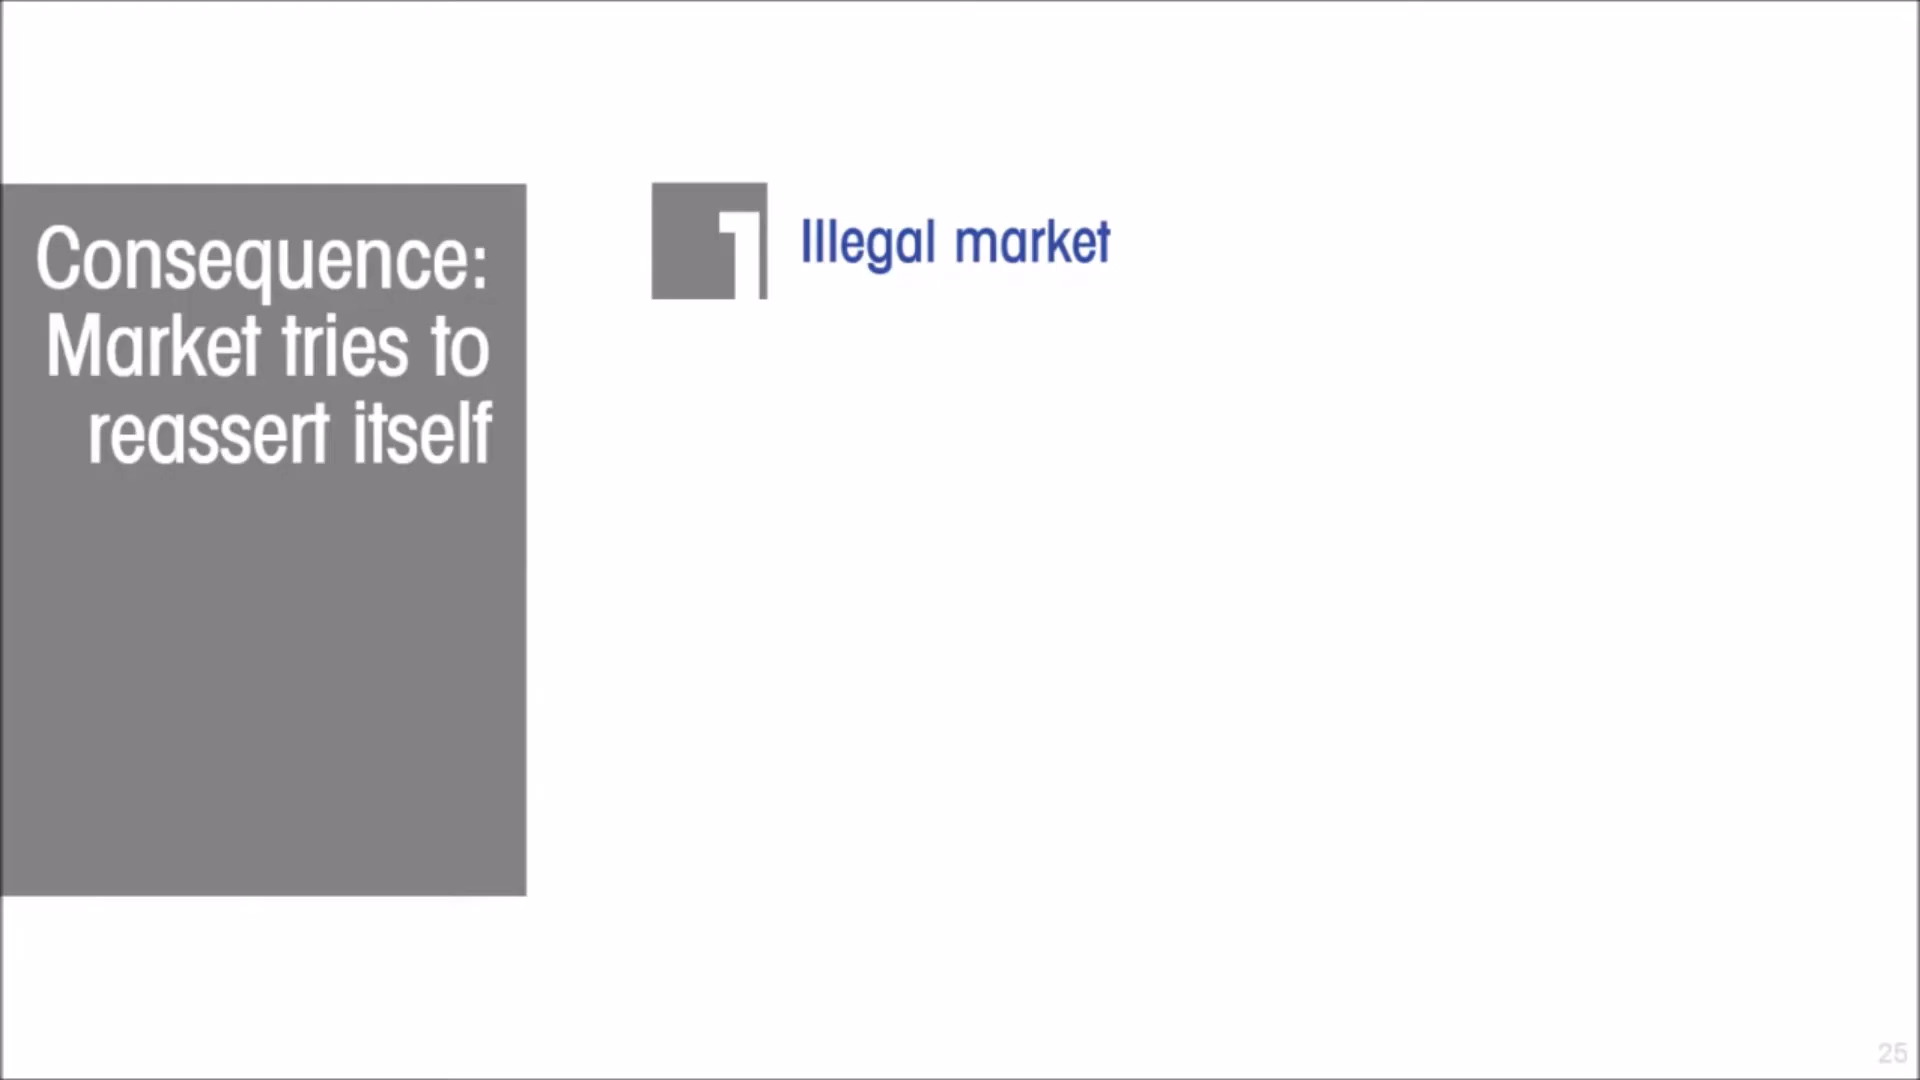 Consequence:
Market tries to
reassert itself
1
Illegal market
25